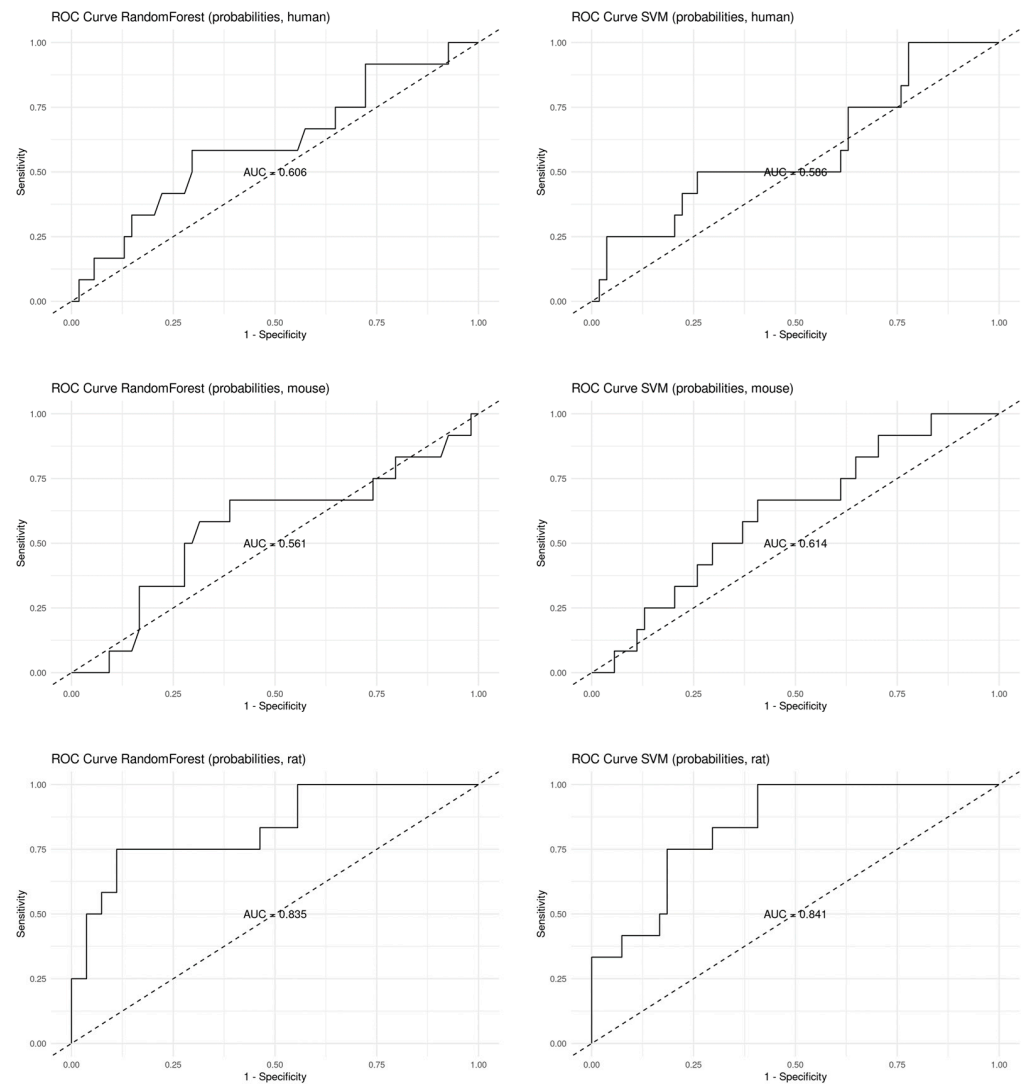 ROC Curve RandomForest (probabilities, human)
1.00
0.75
0.50
0.25
0.00
Sensitivity
AUC = 0.606
0.00 0.25 0.50 0.75 1.00
1 - Specificity
ROC Curve SVM (probabilities, human)
1.00
0.75
0.50
0.25
0.00
Sensitivity
AUC = 0.586
0.00 0.25 0.50 0.75 1.00
1 - Specificity
ROC Curve RandomForest (probabilities, mouse)
1.00
0.75
0.50
0.25
0.00
Sensitivity
AUC = 0.561
0.00 0.25 0.50 0.75 1.00
1 - Specificity
ROC Curve SVM (probabilities, mouse)
1.00
0.75
0.50
0.25
0.00
Sensitivity
AUC = 0.614
0.00 0.25 0.50 0.75 1.00
1 - Specificity
ROC Curve RandomForest (probabilities, rat)
1.00
0.75
0.50
0.25
0.00
Sensitivity
AUC = 0.835
0.00 0.25 0.50 0.75 1.00
1 - Specificity
ROC Curve SVM (probabilities, rat)
1.00
0.75
0.50
0.25
0.00
Sensitivity
AUC = 0.841
0.00 0.25 0.50 0.75 1.00
1 - Specificity